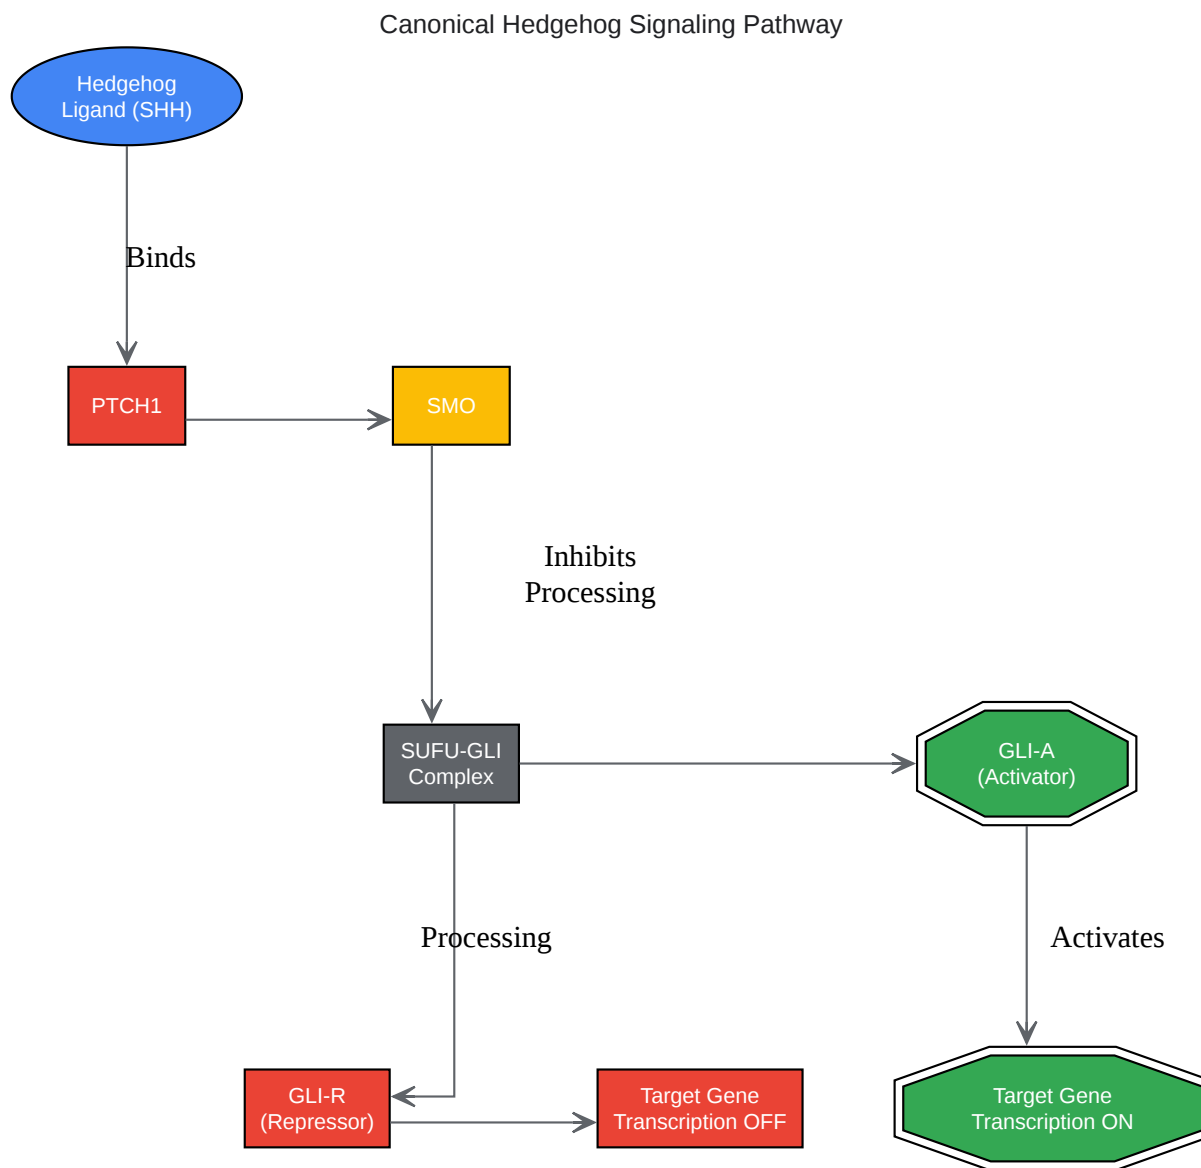 Canonical Hedgehog Signaling Pathway
Hedgehog
Ligand (SHH)
Binds
PTCH1
SMO
Inhibits
Processing
SUFU-GLI
Complex
GLI-A
(Activator)
Processing
Activates
GLI-R
(Repressor)
Target Gene
Transcription OFF
Target Gene
Transcription ON